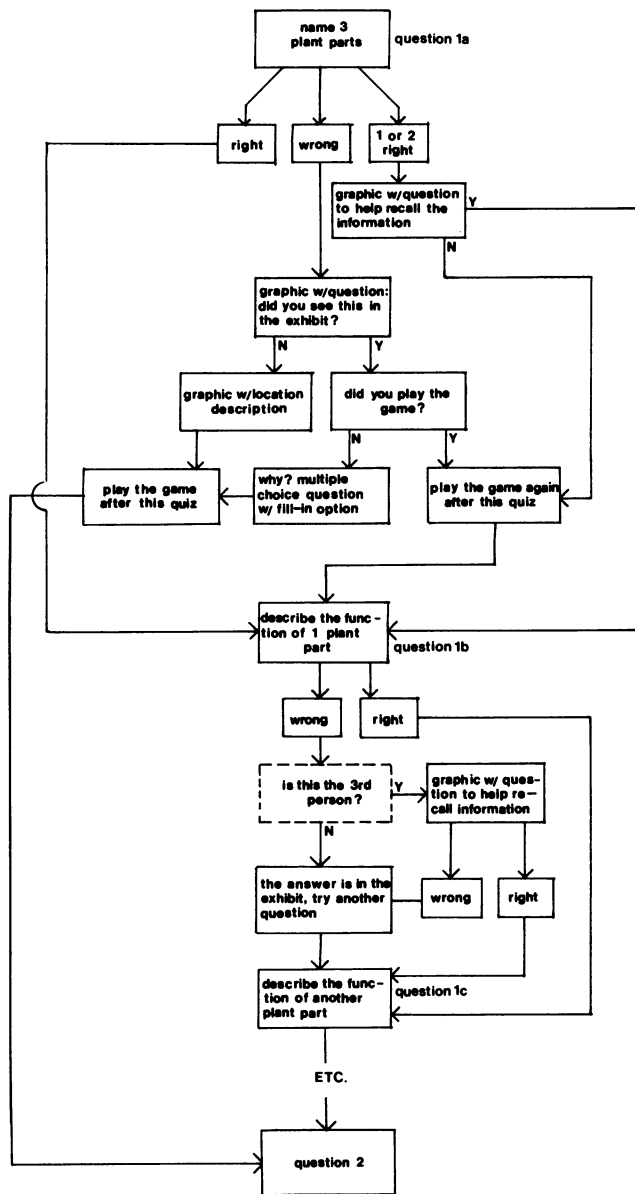 name 3
plant parts
question 1a
right
wrong
1 or 2
right
graphic w/question
to help recall the
information
Y
N
graphic w/question:
did you see this in
the exhibit?
N
Y
graphic w/location
description
did you play the
game?
N
Y
play the game
after this quiz
why? multiple
choice question
w/ fill-in option
play the game again
after this quiz
describe the func-
tion of 1 plant
part
question 1b
wrong
right
is this the 3rd
person?
Y
N
graphic w/ ques-
tion to help re-
call information
the answer is in the
exhibit, try another
question
wrong
right
describe the func-
tion of another
plant part
question 1c
ETC.
question 2